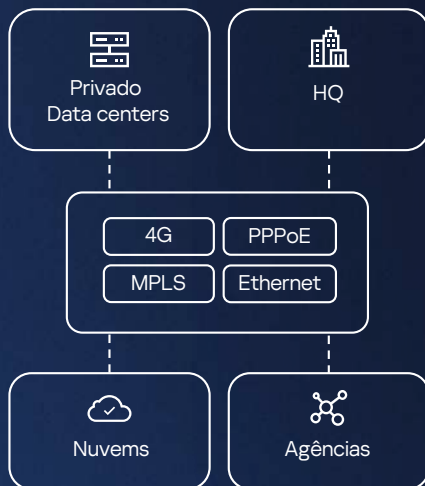 Privado
Data centers
HQ
4G
PPPoE
MPLS
Ethernet
Nuvems
Agências